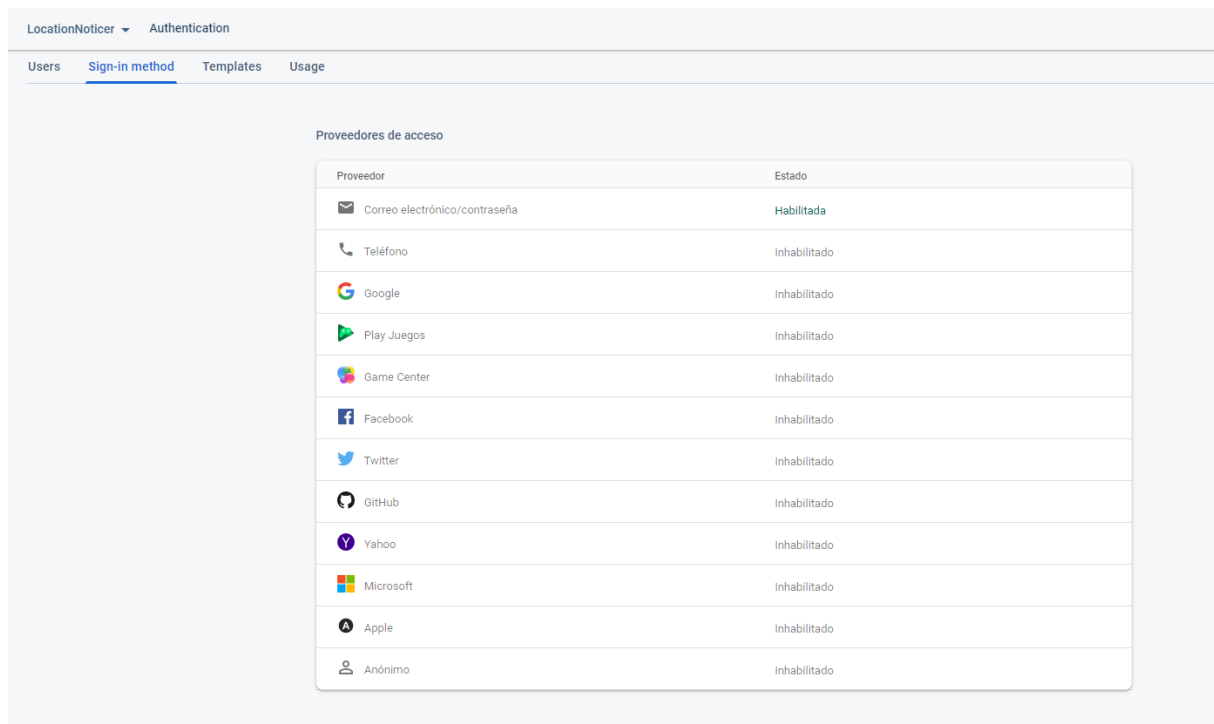 LocationNoticer Authentication
Users Sign-in method Templates Usage
Proveedores de acceso
Proveedor Estado
Correo electrónico/contraseña Habilitada
Teléfono Inhabilitado
Google Inhabilitado
Play Juegos Inhabilitado
Game Center Inhabilitado
Facebook Inhabilitado
Twitter Inhabilitado
GitHub Inhabilitado
Yahoo Inhabilitado
Microsoft Inhabilitado
Apple Inhabilitado
Anónimo Inhabilitado